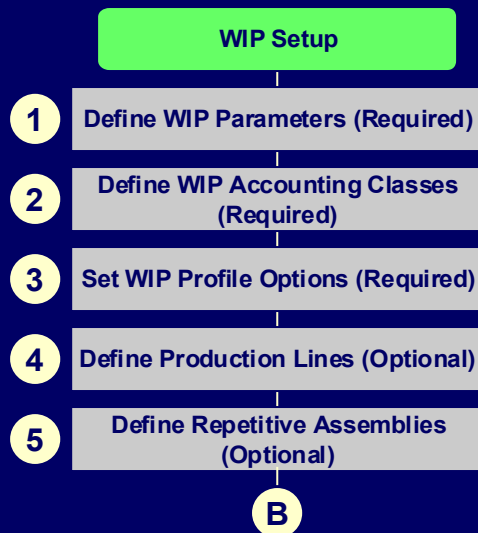 WIP Setup
1
Define WIP Parameters (Required)
2
Define WIP Accounting Classes
(Required)
3
Set WIP Profile Options (Required)
4
Define Production Lines (Optional)
5
Define Repetitive Assemblies
(Optional)
B